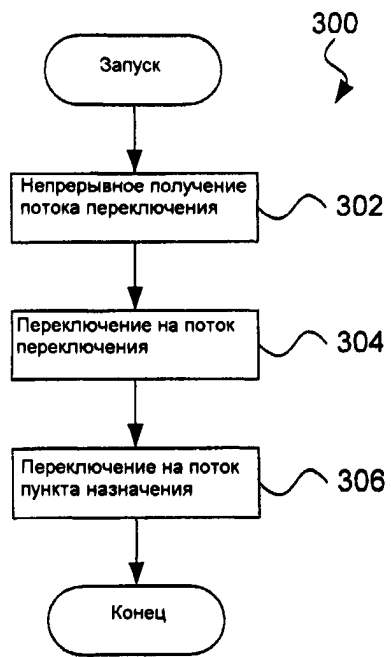 300
Запуск
Непрерывное получение
потока переключения
302
Переключение на поток
переключения
304
Переключение на поток
пункта назначения
306
Конец